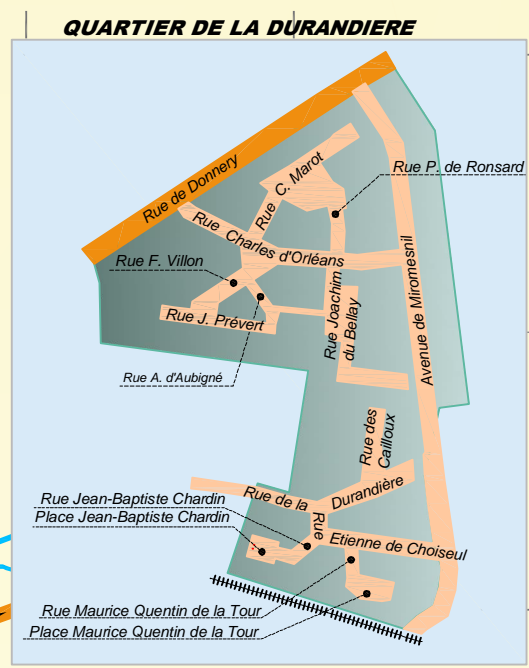 QUARTIER DE LA DURANDIERE
Rue de Donnery
Rue C. Marot
Rue P. de Ronsard
Rue Charles d'Orléans
Rue F. Villon
Rue J. Prévert
Rue Joachim
du Bellay
Avenue de Miromesnil
Rue A. d'Aubigné
Rue des
Cailloux
Rue de la Durandière
Rue Jean-Baptiste Chardin
Place Jean-Baptiste Chardin
Rue Etienne de Choiseul
Rue Maurice Quentin de la Tour
Place Maurice Quentin de la Tour